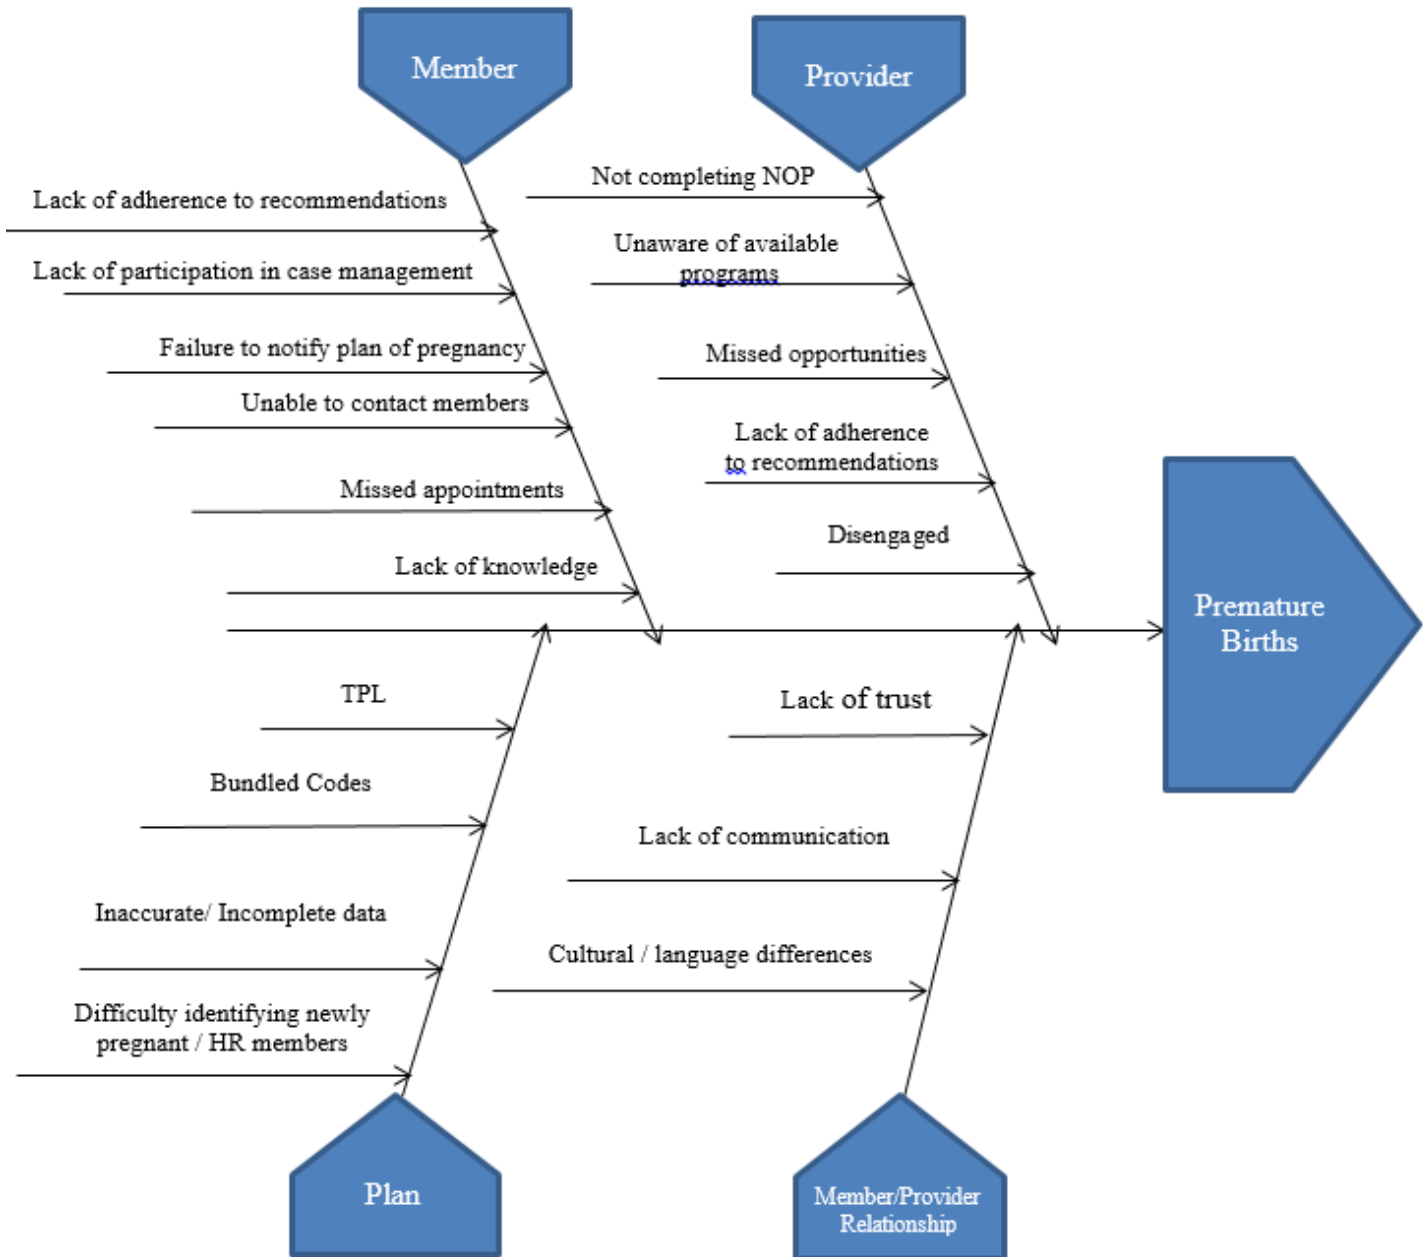 Member
Provider
Lack of adherence to recommendations
Lack of participation in case management
Failure to notify plan of pregnancy
Unable to contact members
Missed appointments
Lack of knowledge
Not completing NOP
Unaware of available
programs
Missed opportunities
Lack of adherence
to recommendations
Disengaged
Premature
Births
TPL
Bundled Codes
Inaccurate/ Incomplete data
Difficulty identifying newly
pregnant / HR members
Lack of trust
Lack of communication
Cultural / language differences
Plan
Member/Provider
Relationship